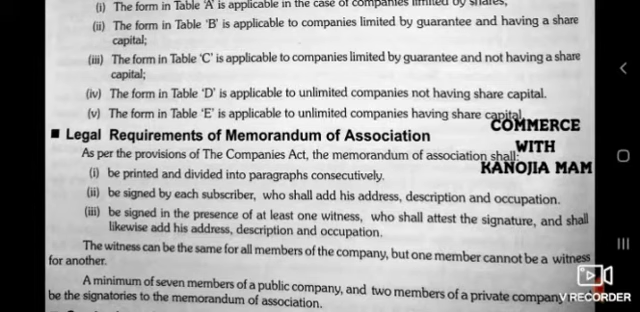 (i) The form in Table 'A' is applicable in the case of companies limited by shares;
(ii) The form in Table 'B' is applicable to companies limited by guarantee and having a share
capital;
(iii) The form in Table 'C' is applicable to companies limited by guarantee and not having a share
capital;
(iv) The form in Table 'D' is applicable to unlimited companies not having share capital.
(v) The form in Table 'E' is applicable to unlimited companies having share capital.
■ Legal Requirements of Memorandum of Association
As per the provisions of The Companies Act, the memorandum of association shall:
(i) be printed and divided into paragraphs consecutively.
(ii) be signed by each subscriber, who shall add his address, description and occupation.
(iii) be signed in the presence of at least one witness, who shall attest the signature, and shall
likewise add his address, description and occupation.
The witness can be the same for all members of the company, but one member cannot be a witness
for another.
A minimum of seven members of a public company, and two members of a private company
be the signatories to the memorandum of association.
COMMERCE
WITH
KANOJIA MAM
V RECORDER